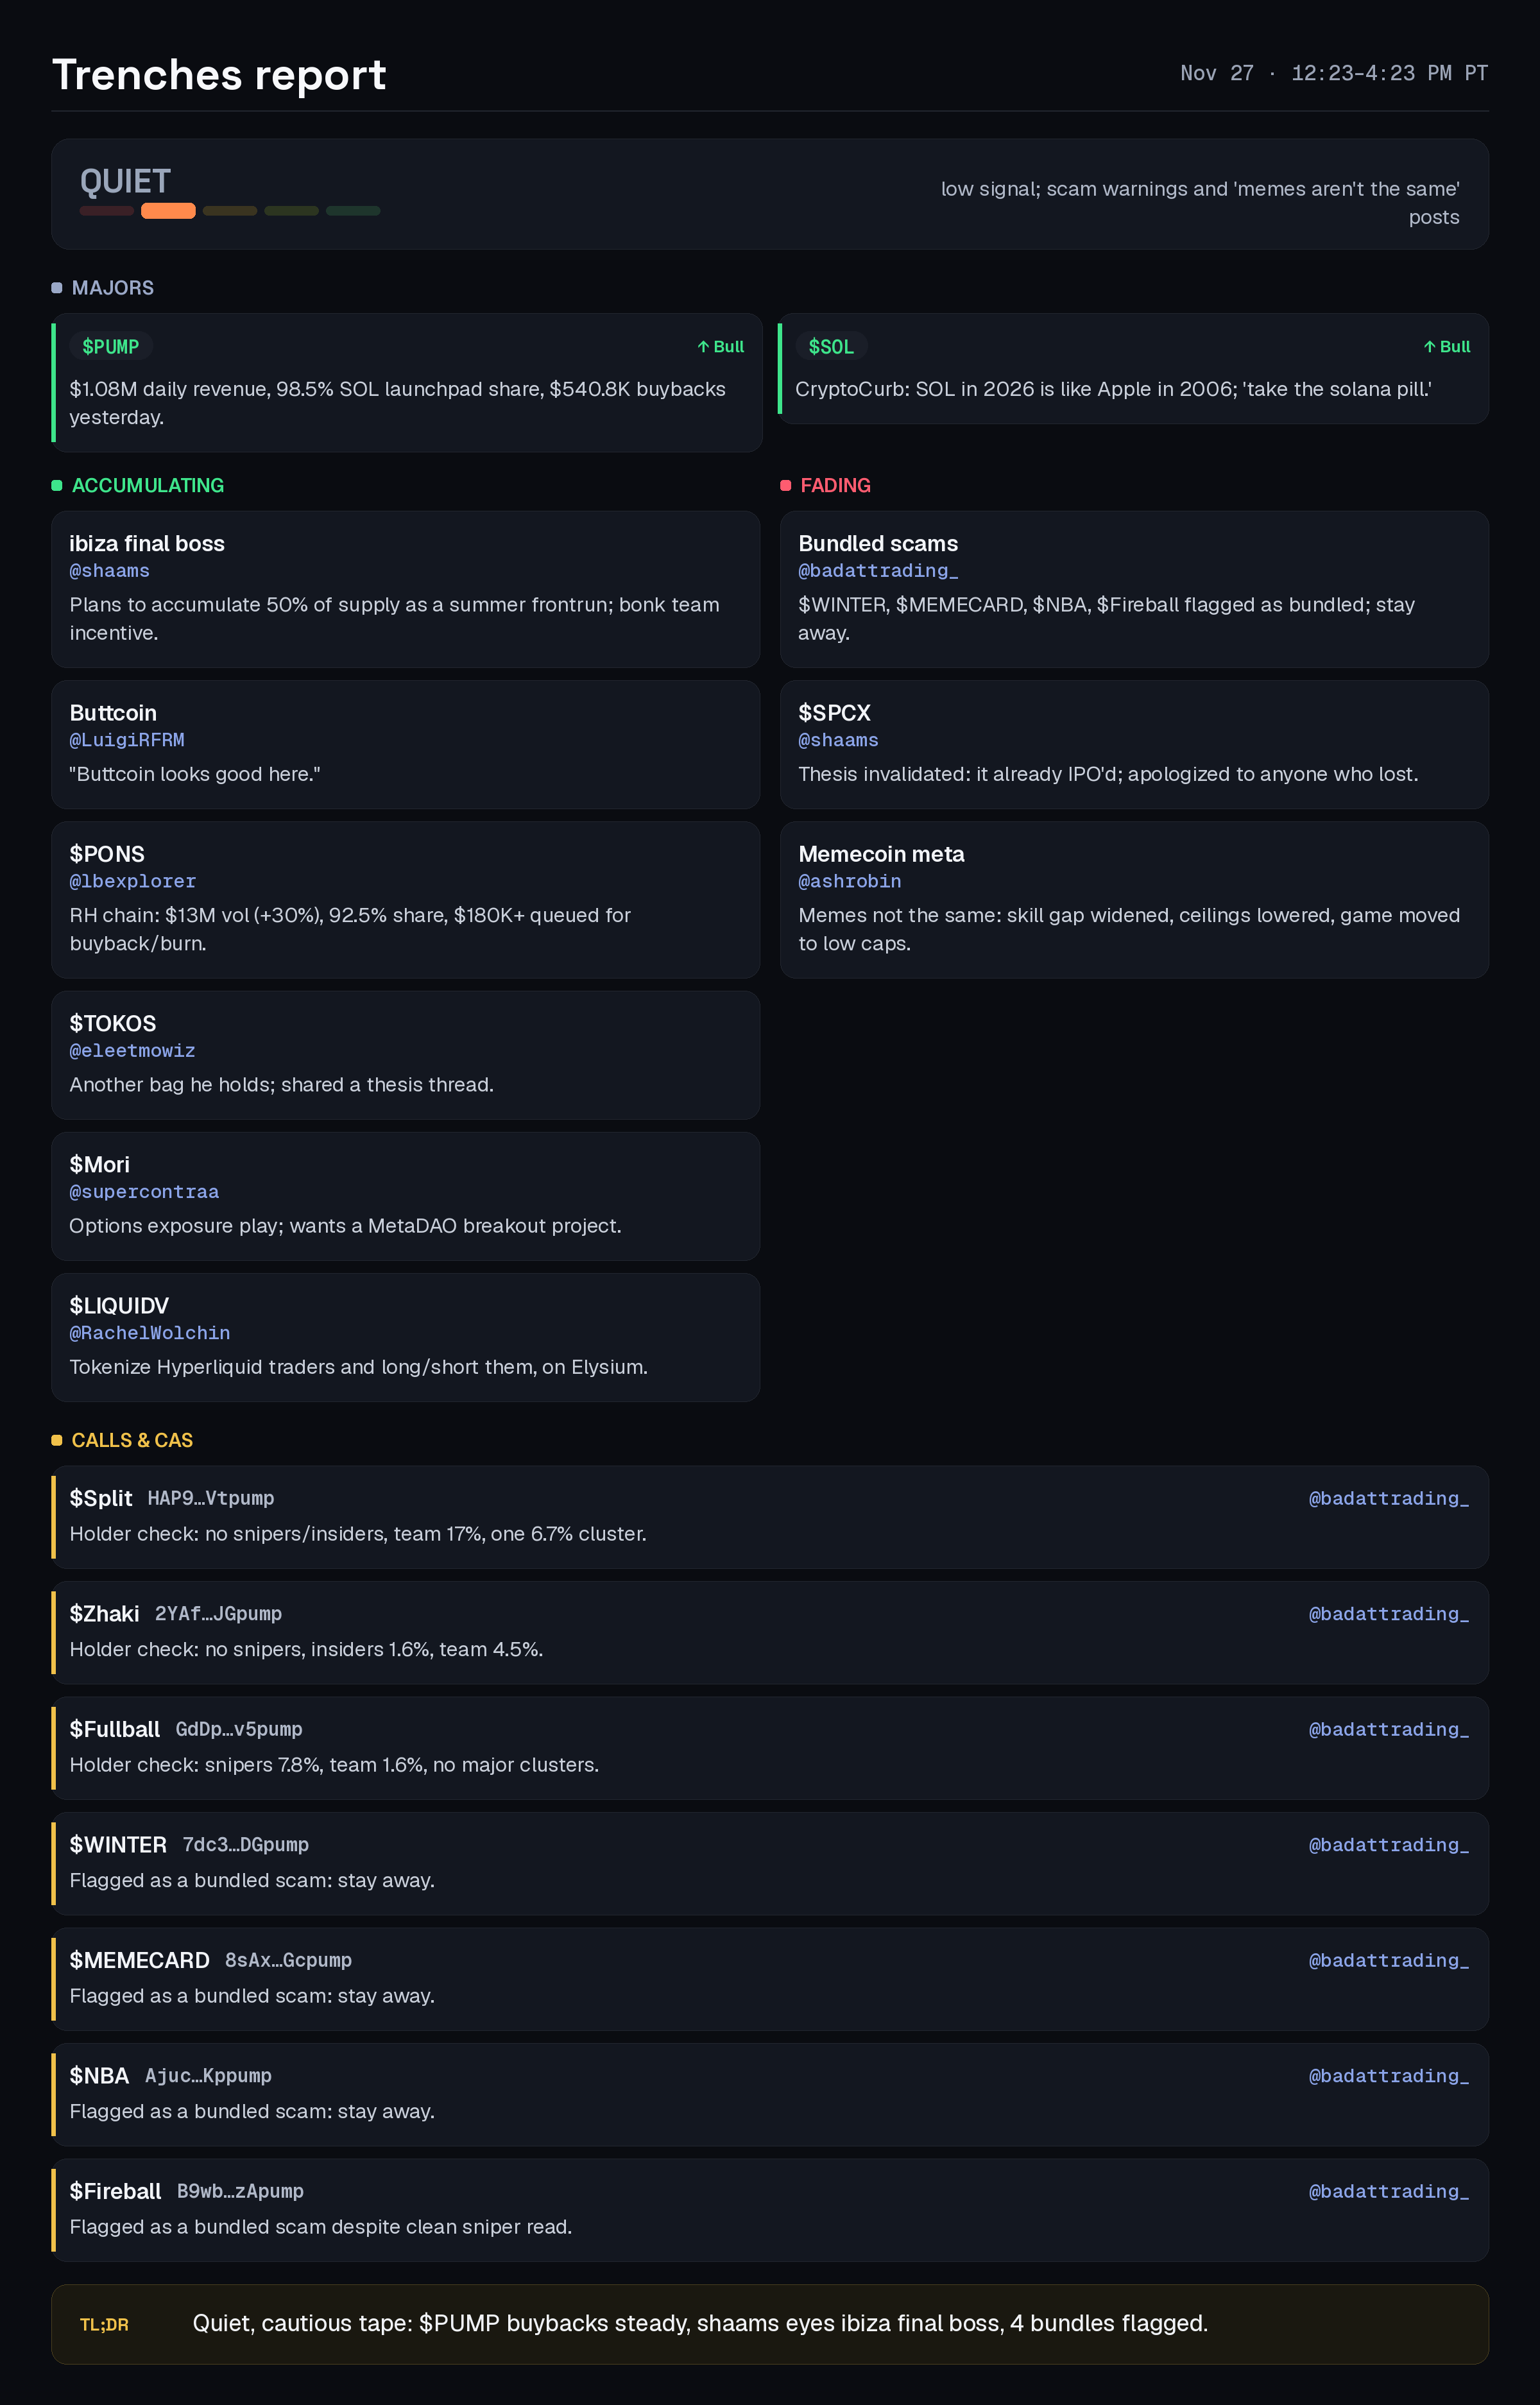 Trenches report
Nov 27 · 12:23–4:23 PM PT
QUIET
low signal; scam warnings and 'memes aren't the same'
posts
MAJORS
$PUMP
↑ Bull
$1.08M daily revenue, 98.5% SOL launchpad share, $540.8K buybacks
yesterday.
$SOL
↑ Bull
CryptoCurb: SOL in 2026 is like Apple in 2006; 'take the solana pill.'
ACCUMULATING
ibiza final boss
@shaams
Plans to accumulate 50% of supply as a summer frontrun; bonk team
incentive.
Buttcoin
@LuigiRFRM
"Buttcoin looks good here."
$PONS
@lbexplorer
RH chain: $13M vol (+30%), 92.5% share, $180K+ queued for
buyback/burn.
$TOKOS
@eleetmowiz
Another bag he holds; shared a thesis thread.
$Mori
@supercontraa
Options exposure play; wants a MetaDAO breakout project.
$LIQUIDV
@RachelWolchin
Tokenize Hyperliquid traders and long/short them, on Elysium.
FADING
Bundled scams
@badattrading_
$WINTER, $MEMECARD, $NBA, $Fireball flagged as bundled; stay
away.
$SPCX
@shaams
Thesis invalidated: it already IPO'd; apologized to anyone who lost.
Memecoin meta
@ashrobin
Memes not the same: skill gap widened, ceilings lowered, game moved
to low caps.
CALLS & CAS
$Split HAP9…Vtpump @badattrading_
Holder check: no snipers/insiders, team 17%, one 6.7% cluster.
$Zhaki 2YAf…JGpump @badattrading_
Holder check: no snipers, insiders 1.6%, team 4.5%.
$Fullball GdDp…v5pump @badattrading_
Holder check: snipers 7.8%, team 1.6%, no major clusters.
$WINTER 7dc3…DGpump @badattrading_
Flagged as a bundled scam: stay away.
$MEMECARD 8sAx…Gcpump @badattrading_
Flagged as a bundled scam: stay away.
$NBA Ajuc…Kppump @badattrading_
Flagged as a bundled scam: stay away.
$Fireball B9wb…zApump @badattrading_
Flagged as a bundled scam despite clean sniper read.
TL;DR Quiet, cautious tape: $PUMP buybacks steady, shaams eyes ibiza final boss, 4 bundles flagged.